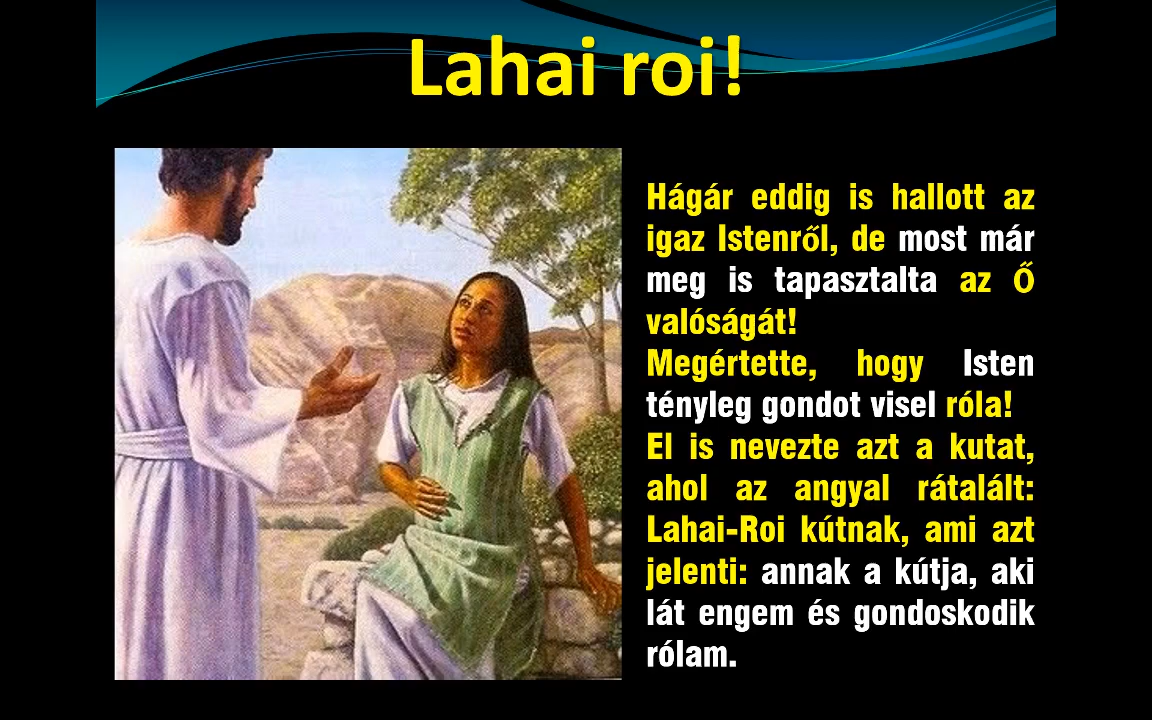 Lahai roi!
Hágár eddig is hallott az
igaz Istenről, de most már
meg is tapasztalta az Ő
valóságát!
Megértette, hogy Isten
tényleg gondot visel róla!
El is nevezte azt a kutat,
ahol az angyal rátalált:
Lahai-Roi kútnak, ami azt
jelenti: annak a kútja, aki
lát engem és gondoskodik
rólam.